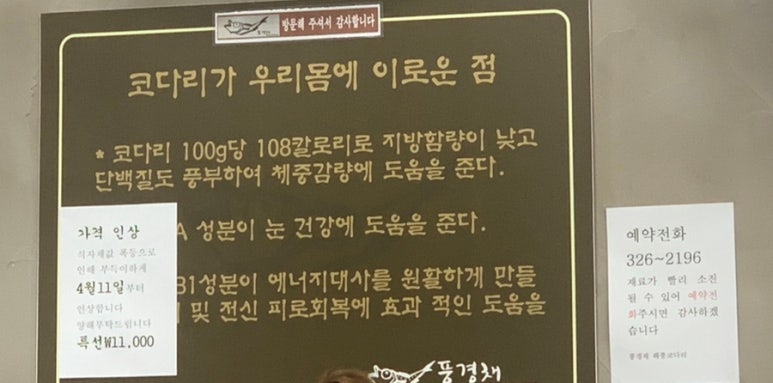 방문해 주셔서 감사합니다
코다리가 우리몸에 이로운 점
* 코다리 100g당 108칼로리로 지방함량이 낮고
단백질도 풍부하여 체중감량에 도움을 준다.
A 성분이 눈 건강에 도움을 준다.
B1성분이 에너지대사를 원활하게 만들
및 전신 피로회복에 효과 적인 도움을
풍경채
가격 인상
식자재값 폭등으로
인해 부득이하게
4월11일부터
인상합니다
양해부탁드립니다
특선₩11,000
예약전화
326~2196
재료가 빨리 소진
될 수 있어 예약전
화주시면 감사하겠
습니다
풍경채 해물코다리